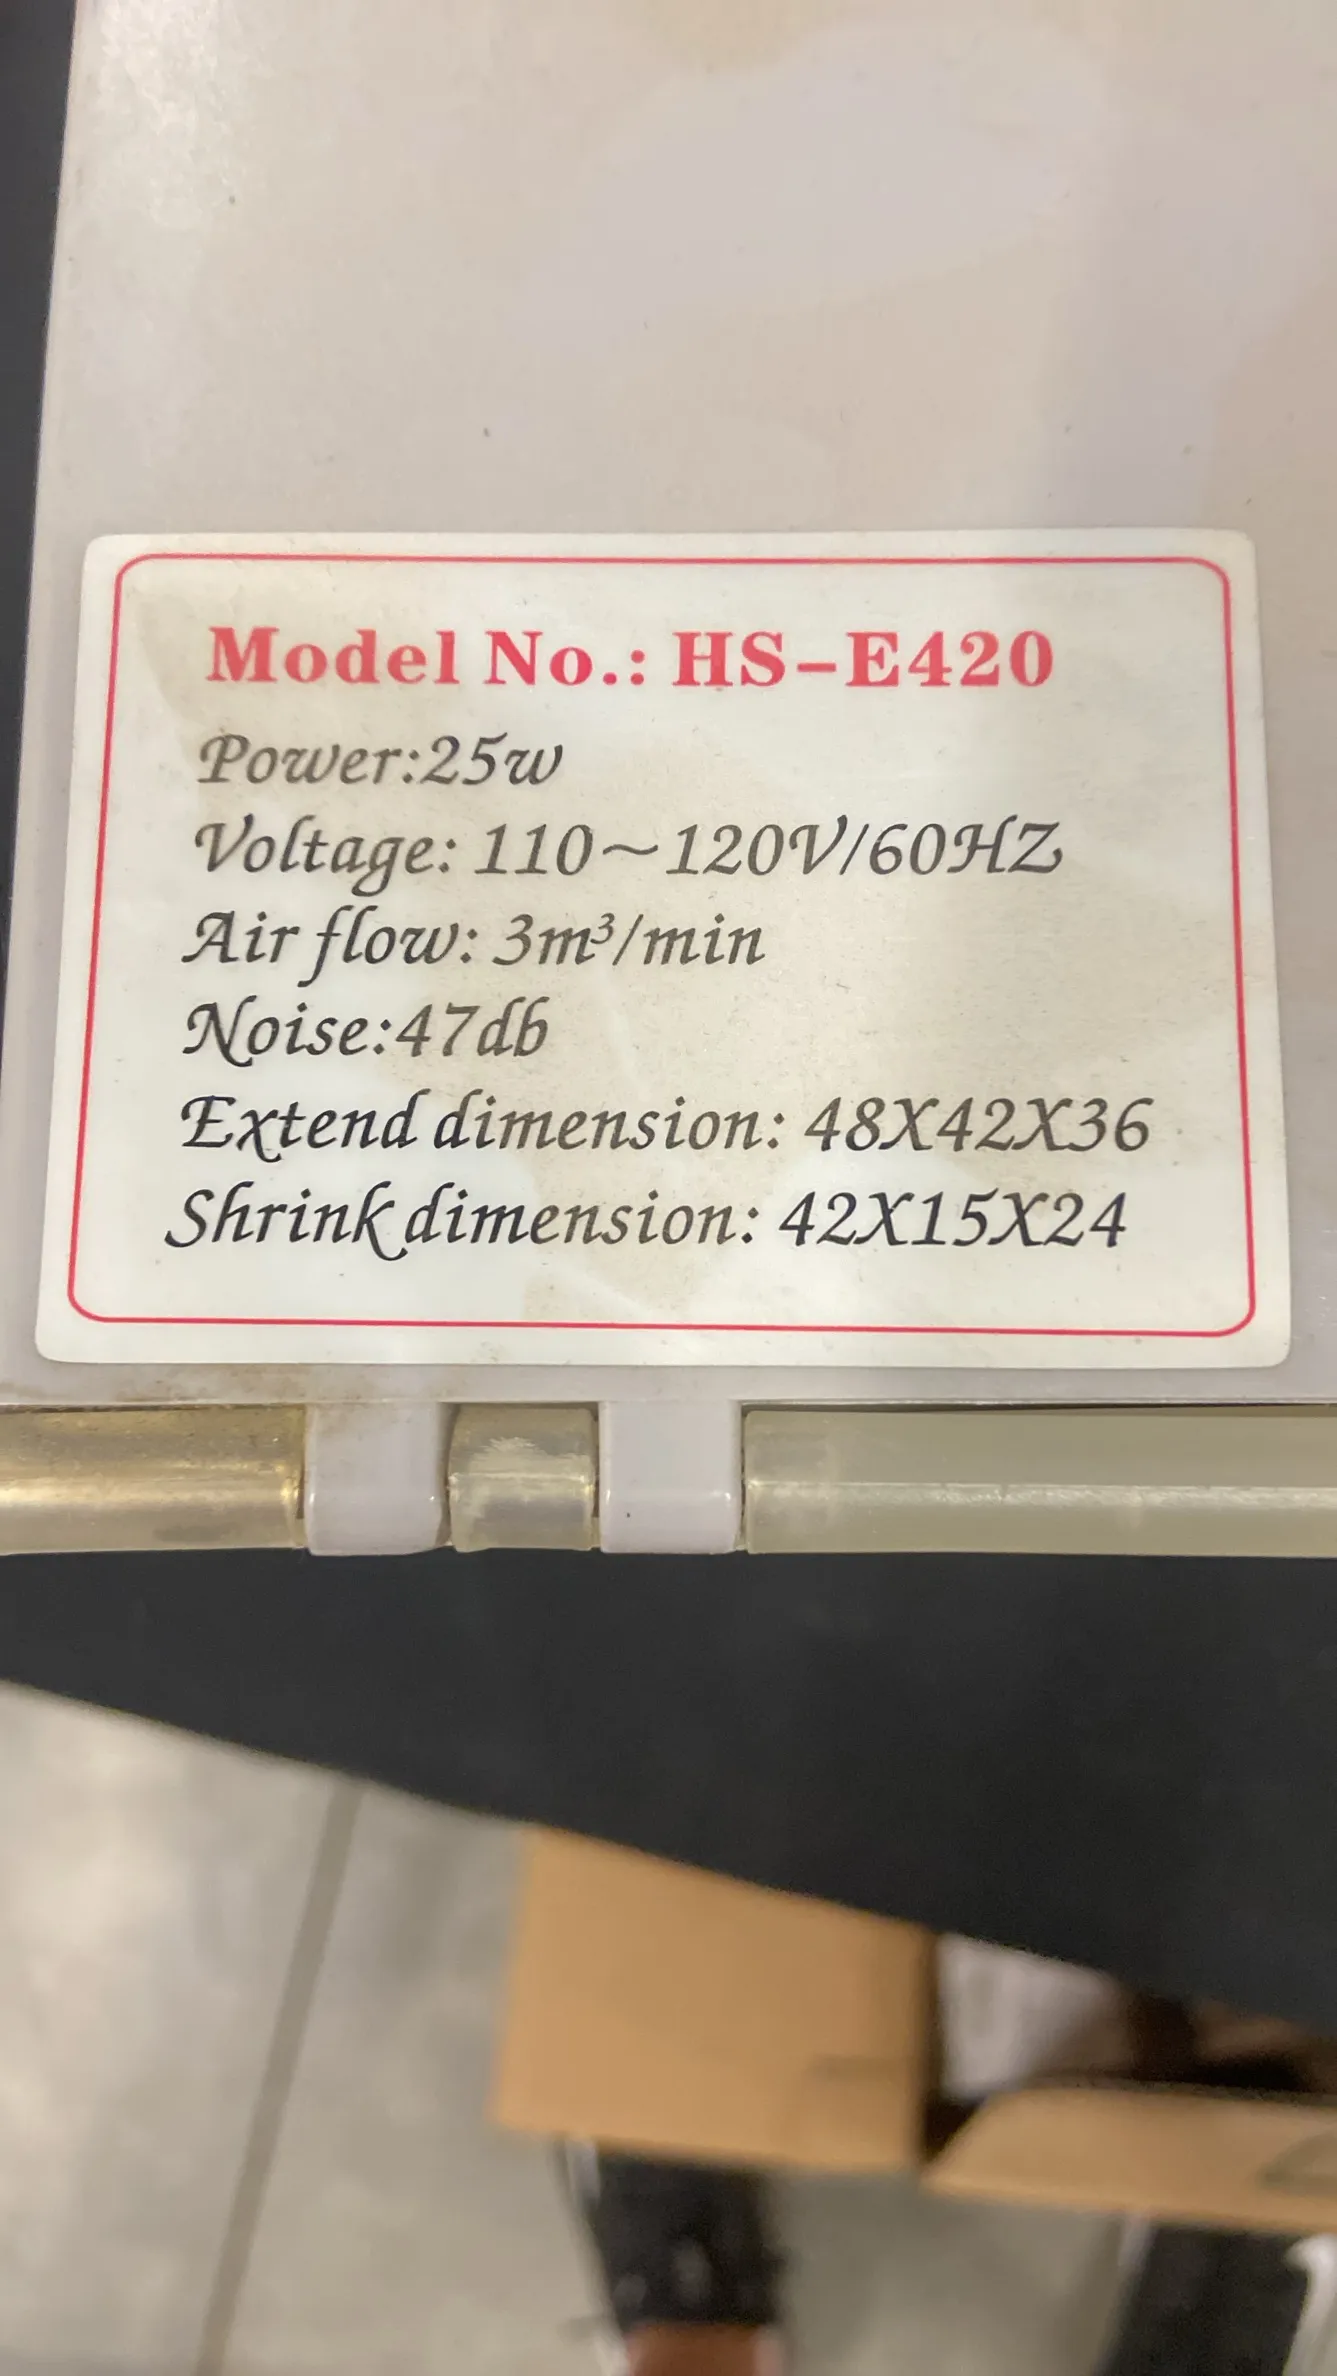 Model No.: HS-E420
Power:25w
Voltage: 110~120V/60HZ
Air flow: 3m³/min
Noise:47db
Extend dimension: 48X42X36
Shrink dimension: 42X15X24